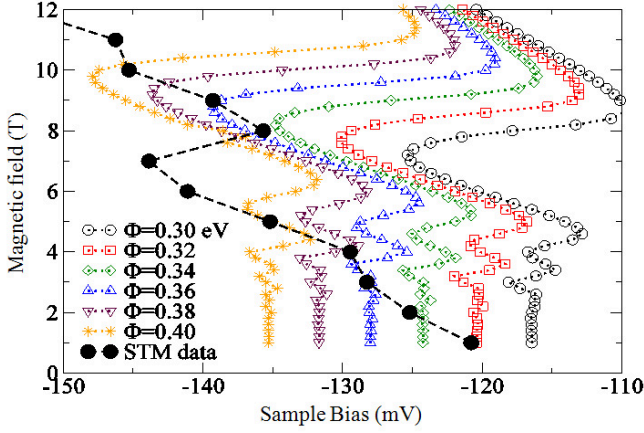 12
10
8
6
4
2
0
Magnetic field (T)
Φ=0.30 eV
Φ=0.32
Φ=0.34
Φ=0.36
Φ=0.38
Φ=0.40
STM data
-150 -140 -130 -120 -110
Sample Bias (mV)